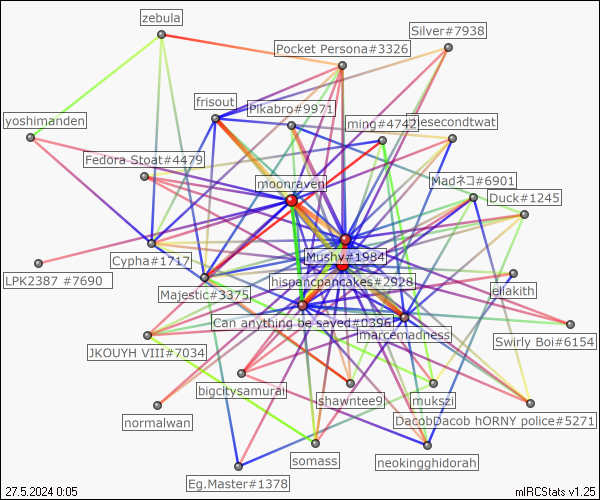 zebula
Silver#7938
Pocket Persona#3326
frisout
Pikabro#9971
yoshimanden
ming#4742
Fedora Stoat#4479
moonraven
Madネコ#6901
Duck#1245
Cypha#1717
Mushy#1984
LPK2387 #7690
Majestic#3375
hispancpancakes#2928
ellakith
Can anything be saved#0396
marcemadness
Swirly Boi#6154
JKOUYH VIII#7034
bigcitysamurai
shawntee9
mukszi
normalwan
DacobDacob hORNY police#5271
somass
neokingghidorah
Eg.Master#1378
27.5.2024 0:05
mIRCStats v1.25